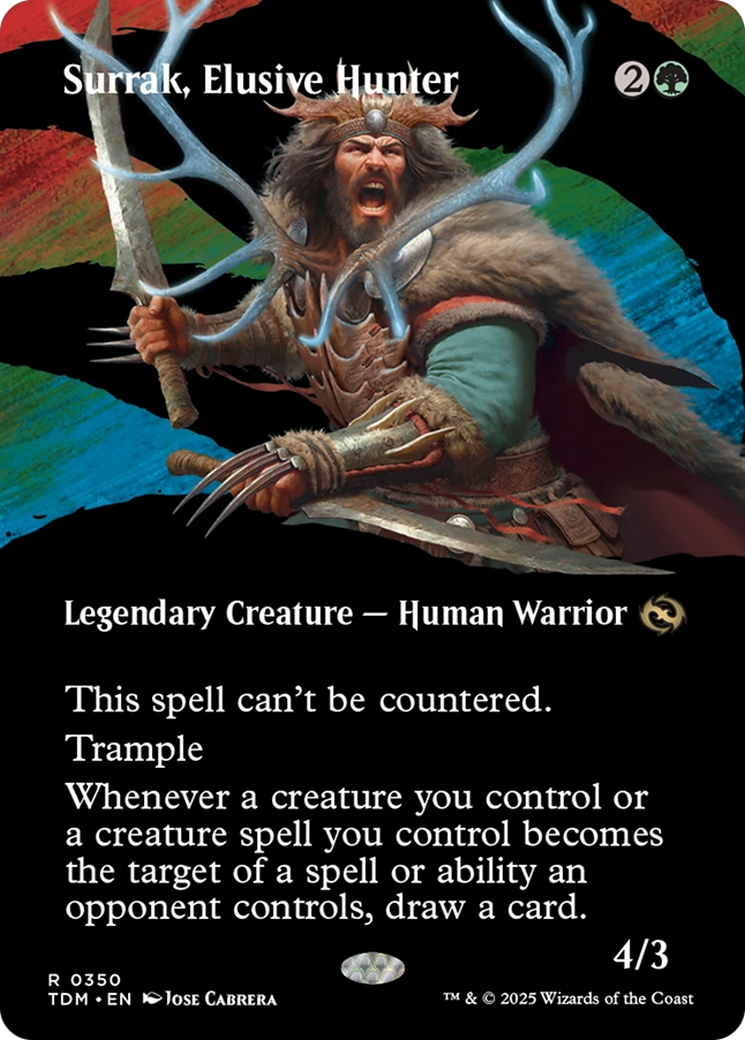 Surrak, Elusive Hunter 2
Legendary Creature — Human Warrior
This spell can't be countered.
Trample
Whenever a creature you control or
a creature spell you control becomes
the target of a spell or ability an
opponent controls, draw a card.
4/3
R 0350
TDM • EN Jose Cabrera
™ & © 2025 Wizards of the Coast